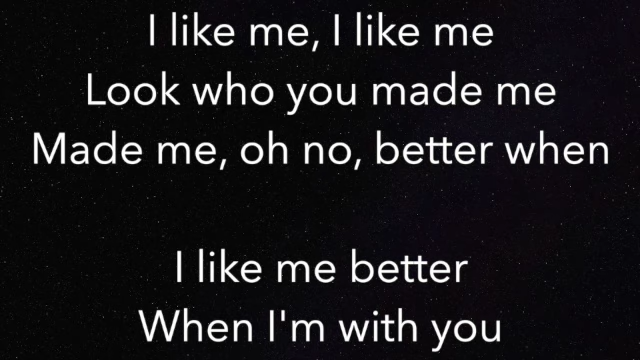 I like me, I like me
Look who you made me
Made me, oh no, better when
I like me better
When I'm with you